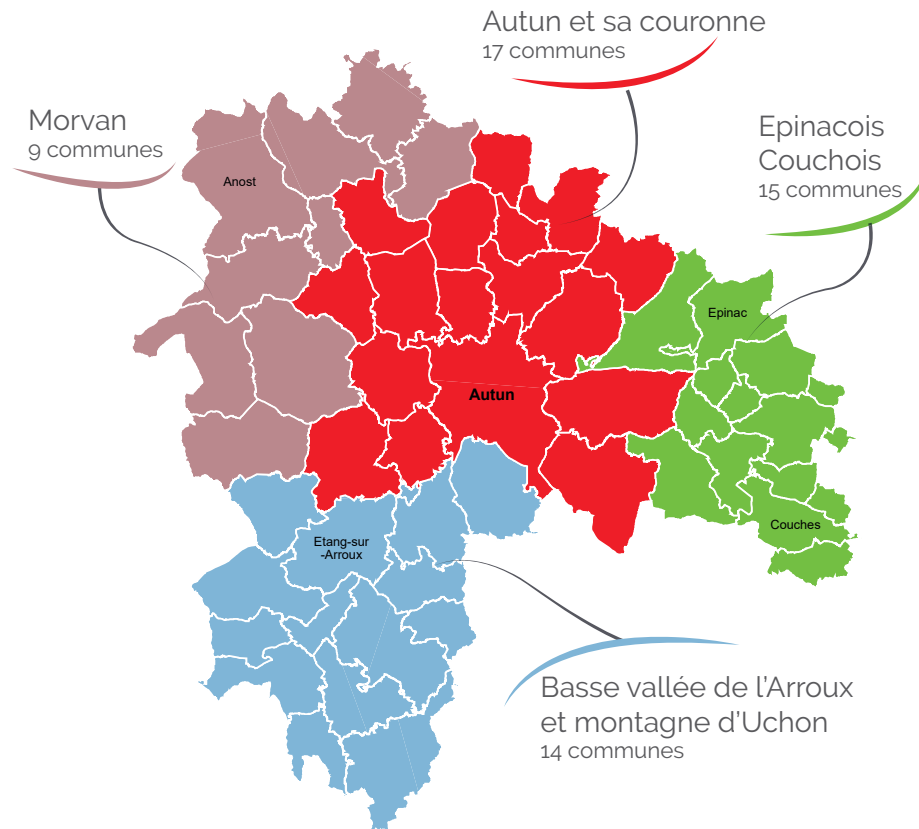 Autun et sa couronne
17 communes
Morvan
9 communes
Epinacois
Couchois
15 communes
Anost
Epinac
Autun
Couches
Etang-sur
-Arroux
Basse vallée de l'Arroux
et montagne d'Uchon
14 communes